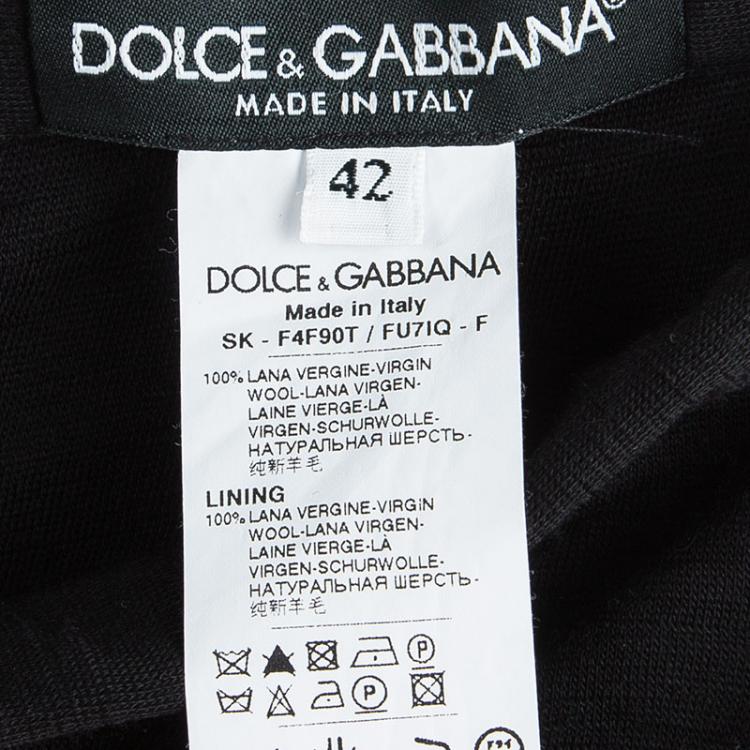 DOLCE & GABBANA®
MADE IN ITALY
42
DOLCE & GABBANA
Made in Italy
SK - F4F90T / FU7IQ - F
100% LANA VERGINE-VIRGIN
WOOL-LANA VIRGEN-
LAINE VIERGE-LÀ
VIRGEN-SCHURWOLLE-
НАТУРАЛЬНАЯ ШЕРСТЬ-
纯新羊毛
LINING
100% LANA VERGINE-VIRGIN
WOOL-LANA VIRGEN-
LAINE VIERGE-LÀ
VIRGEN-SCHURWOLLE-
НАТУРАЛЬНАЯ ШЕРСТЬ-
纯新羊毛
P
P